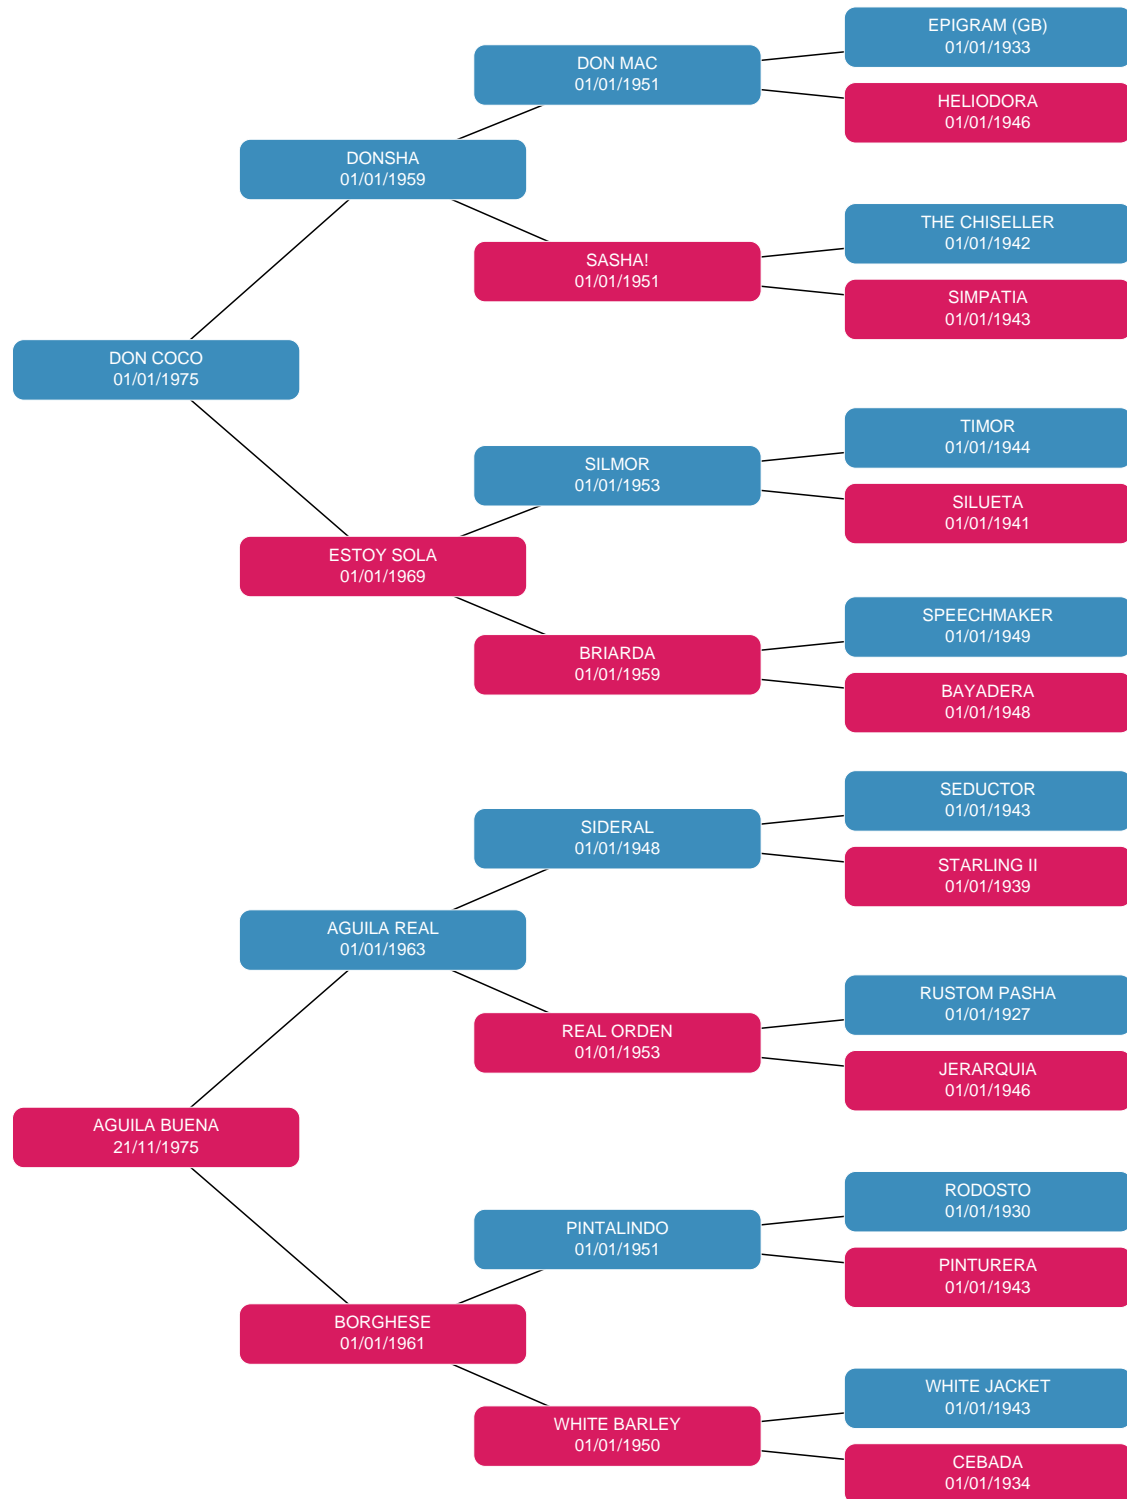 EPIGRAM (GB)
01/01/1933
DON MAC
01/01/1951
HELIODORA
01/01/1946
DONSHA
01/01/1959
THE CHISELLER
01/01/1942
SASHA!
01/01/1951
SIMPATIA
01/01/1943
DON COCO
01/01/1975
TIMOR
01/01/1944
SILMOR
01/01/1953
SILUETA
01/01/1941
ESTOY SOLA
01/01/1969
SPEECHMAKER
01/01/1949
BRIARDA
01/01/1959
BAYADERA
01/01/1948
SEDUCTOR
01/01/1943
SIDERAL
01/01/1948
STARLING II
01/01/1939
AGUILA REAL
01/01/1963
RUSTOM PASHA
01/01/1927
REAL ORDEN
01/01/1953
JERARQUIA
01/01/1946
AGUILA BUENA
21/11/1975
RODOSTO
01/01/1930
PINTALINDO
01/01/1951
PINTURERA
01/01/1943
BORGHESE
01/01/1961
WHITE JACKET
01/01/1943
WHITE BARLEY
01/01/1950
CEBADA
01/01/1934